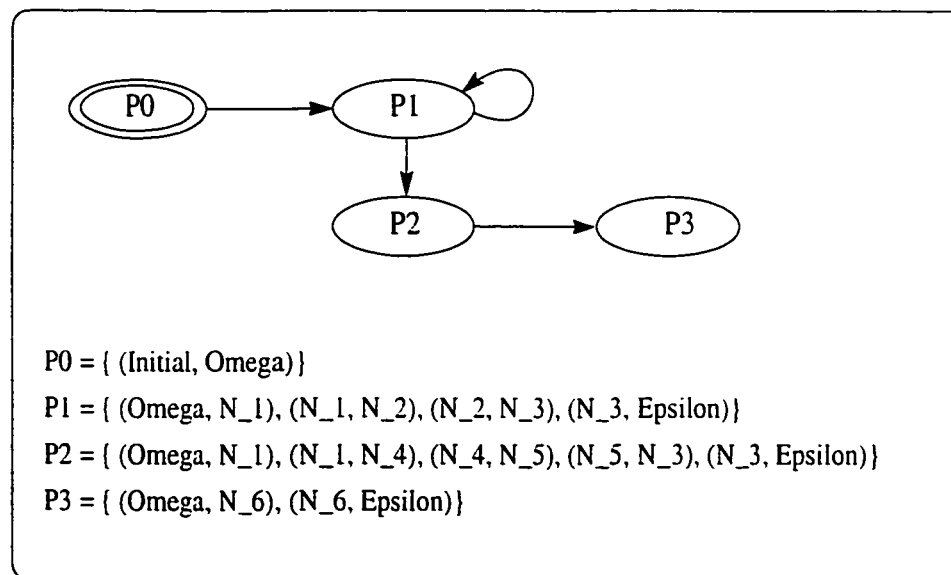 P0
P1
P2
P3
P0 = { (Initial, Omega)}
P1 = { (Omega, N_1), (N_1, N_2), (N_2, N_3), (N_3, Epsilon)}
P2 = { (Omega, N_1), (N_1, N_4), (N_4, N_5), (N_5, N_3), (N_3, Epsilon)}
P3 = { (Omega, N_6), (N_6, Epsilon)}